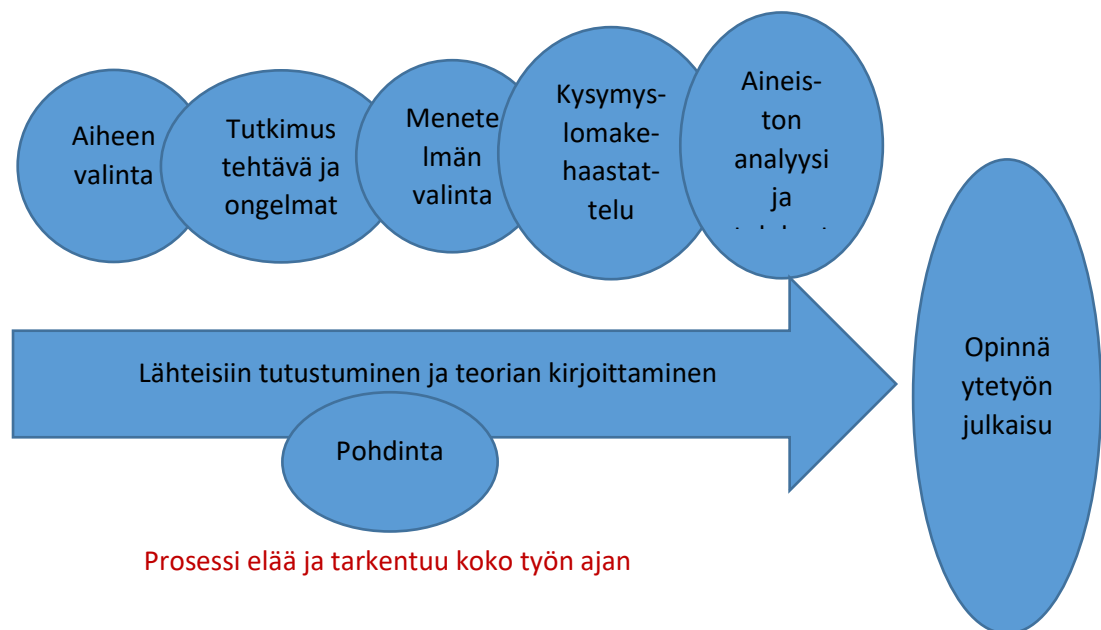 Aiheen
valinta
Tutkimus
tehtävä ja
ongelmat
Menete
lmän
valinta
Kysymys-
lomake-
haastat-
telu
Aineis-
ton
analyysi
ja
Lähteisiin tutustuminen ja teorian kirjoittaminen
Pohdinta
Opinnä
ytetyön
julkaisu
Prosessi elää ja tarkentuu koko työn ajan